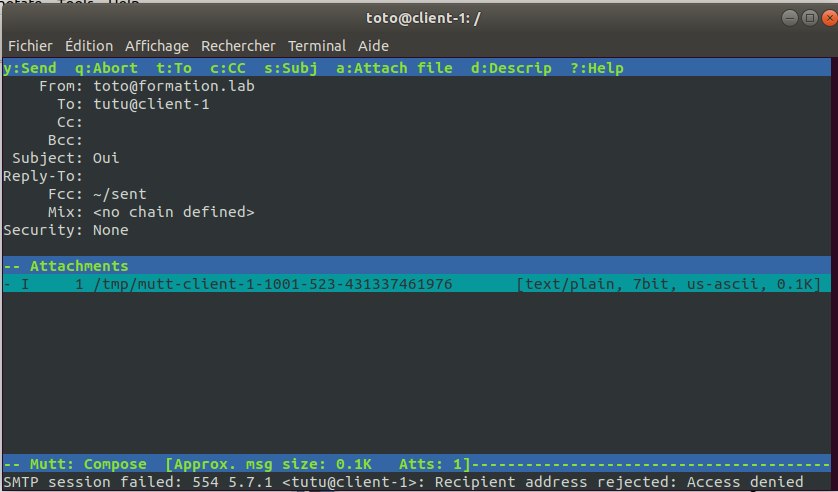 toto@client-1: /
Fichier Édition Affichage Rechercher Terminal Aide
y:Send q:Abort t:To c:CC s:Subj a:Attach file d:Descrip ?:Help
From: toto@formation.lab
To: tutu@client-1
Cc:
Bcc:
Subject: Oui
Reply-To:
Fcc: ~/sent
Mix: <no chain defined>
Security: None
-- Attachments
- I 1 /tmp/mutt-client-1-1001-523-431337461976 [text/plain, 7bit, us-ascii, 0.1K]
-- Mutt: Compose [Approx. msg size: 0.1K Atts: 1]----------------------------------------
SMTP session failed: 554 5.7.1 <tutu@client-1>: Recipient address rejected: Access denied